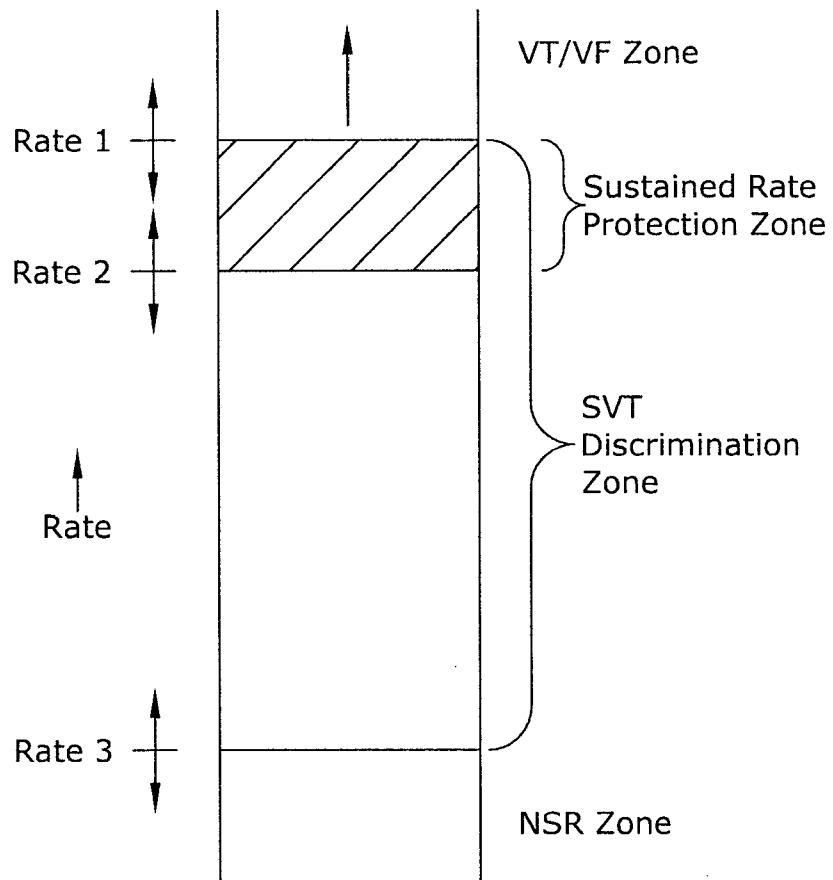 VT/VF Zone
Rate 1
Sustained Rate
Protection Zone
Rate 2
SVT
Discrimination
Zone
Rate
Rate 3
NSR Zone